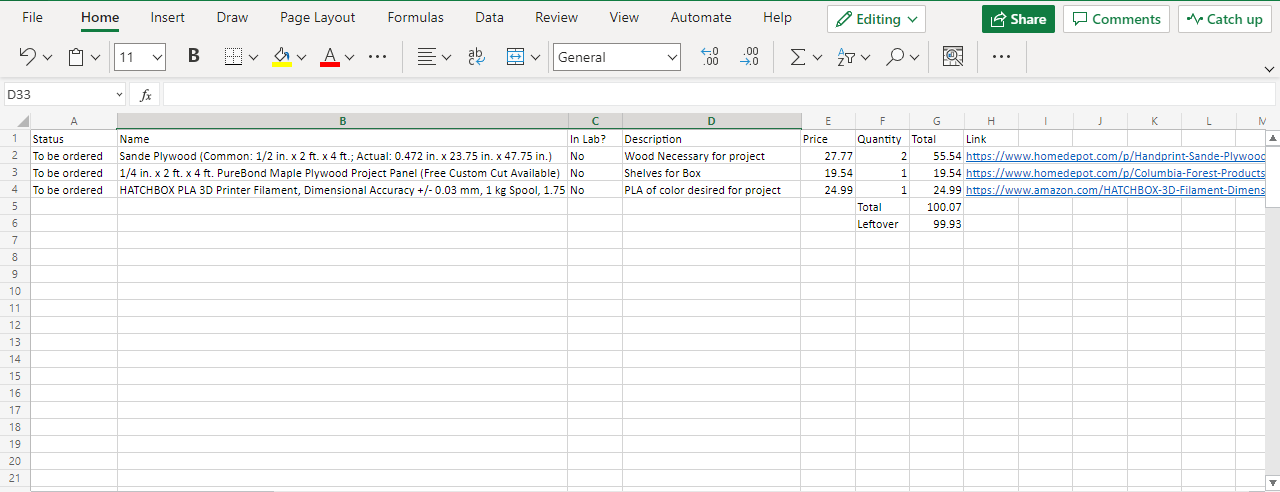 File Home Insert Draw Page Layout Formulas Data Review View Automate Help Editing Share Comments Catch up
11 B A ab General .00 .00 A Z
D33 fx
A B C D E F G H I J K L
1 Status Name In Lab? Description Price Quantity Total Link
2 To be ordered Sande Plywood (Common: 1/2 in. x 2 ft. x 4 ft.; Actual: 0.472 in. x 23.75 in. x 47.75 in.) No Wood Necessary for project 27.77 2 55.54 https://www.homedepot.com/p/Handprint-Sande-Plywood
3 To be ordered 1/4 in. x 2 ft. x 4 ft. PureBond Maple Plywood Project Panel (Free Custom Cut Available) No Shelves for Box 19.54 1 19.54 https://www.homedepot.com/p/Columbia-Forest-Products
4 To be ordered HATCHBOX PLA 3D Printer Filament, Dimensional Accuracy +/- 0.03 mm, 1 kg Spool, 1.75 No PLA of color desired for project 24.99 1 24.99 https://www.amazon.com/HATCHBOX-3D-Filament-Dimens
5 Total 100.07
6 Leftover 99.93
7
8
9
10
11
12
13
14
15
16
17
18
19
20
21